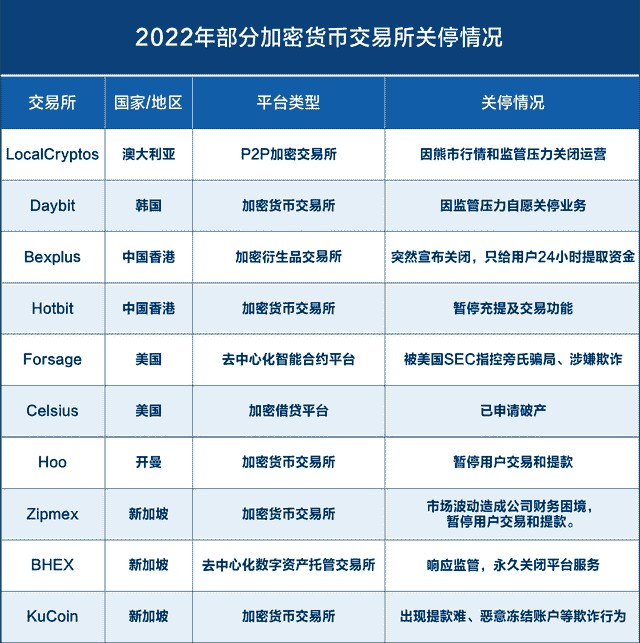 2022年部分加密货币交易所关停情况
交易所 国家/地区 平台类型 关停情况
LocalCryptos 澳大利亚 P2P加密交易所 因熊市行情和监管压力关闭运营
Daybit 韩国 加密货币交易所 因监管压力自愿关停业务
Bexplus 中国香港 加密衍生品交易所 突然宣布关闭，只给用户24小时提取资金
Hotbit 中国香港 加密货币交易所 暂停充提及交易功能
Forsage 美国 去中心化智能合约平台 被美国SEC指控旁氏骗局、涉嫌欺诈
Celsius 美国 加密借贷平台 已申请破产
Hoo 开曼 加密货币交易所 暂停用户交易和提款
Zipmex 新加坡 加密货币交易所 市场波动造成公司财务困境，
暂停用户交易和提款。
BHEX 新加坡 去中心化数字资产托管交易所 响应监管，永久关闭平台服务
KuCoin 新加坡 加密货币交易所 出现提款难、恶意冻结账户等欺诈行为